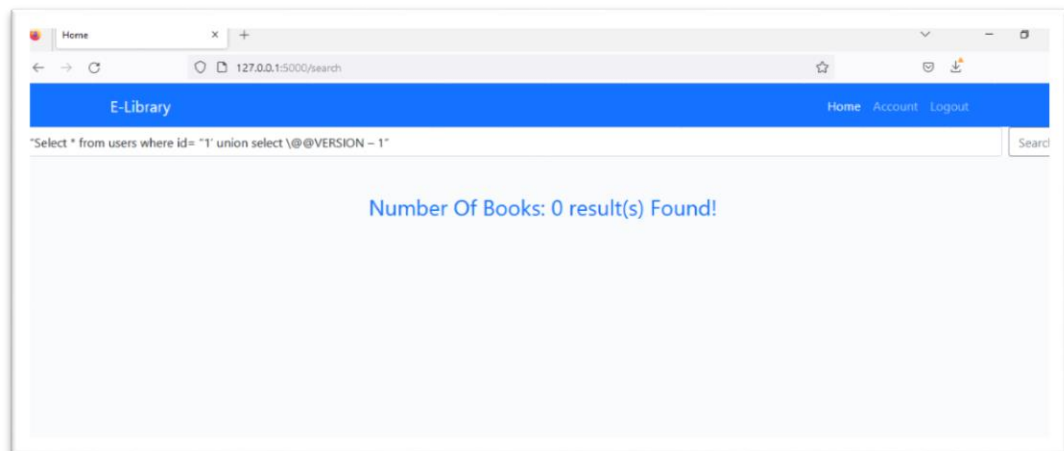 Home
127.0.0.1:5000/search
E-Library Home Account Logout
"Select * from users where id= "1' union select \@@VERSION – 1" Searc
Number Of Books: 0 result(s) Found!